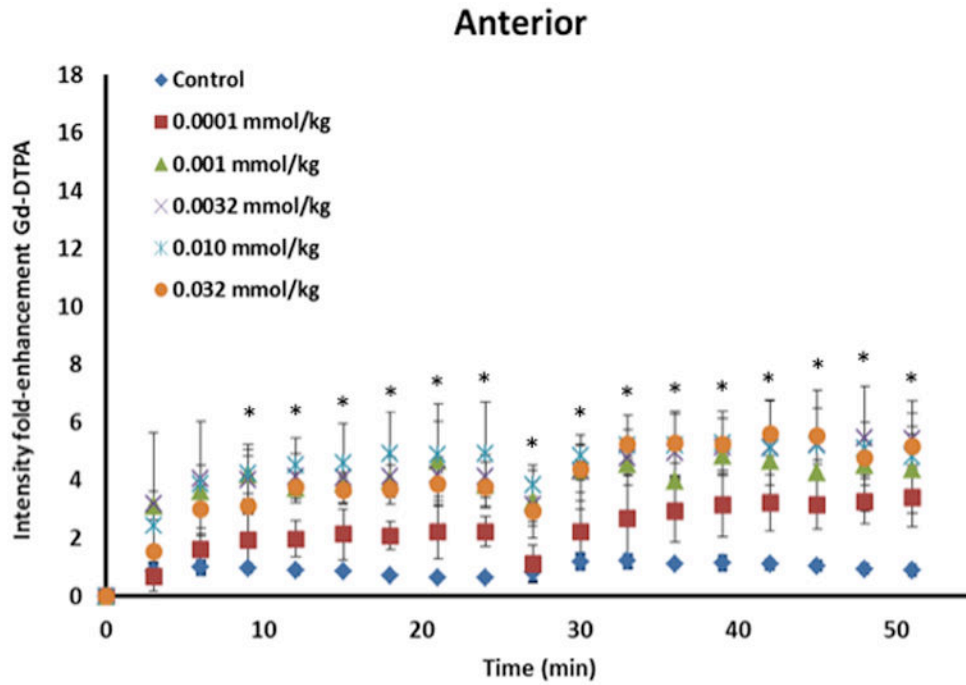 Anterior
Intensity fold-enhancement Gd-DTPA
18
16
14
12
10
8
6
4
2
0
Control
0.0001 mmol/kg
0.001 mmol/kg
0.0032 mmol/kg
0.010 mmol/kg
0.032 mmol/kg
* * * * * * * * * * * * * * *
0 10 20 30 40 50
Time (min)